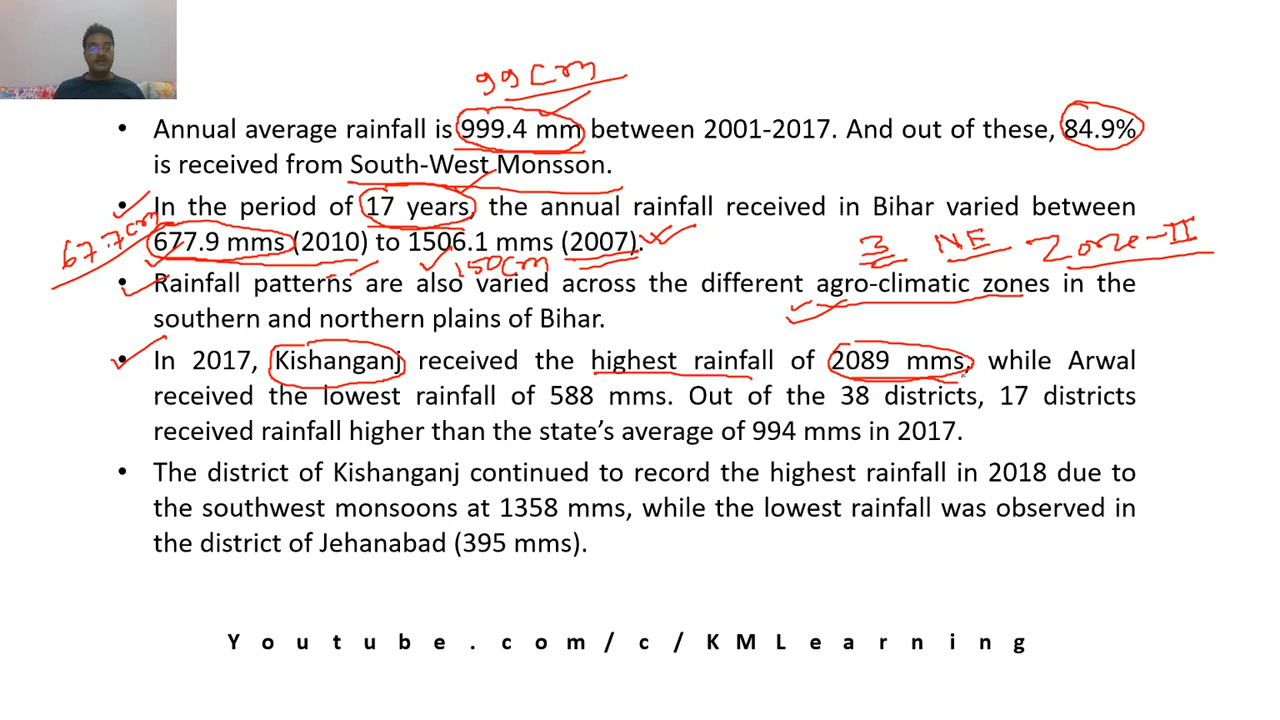 99 Cm
• Annual average rainfall is 999.4 mm between 2001-2017. And out of these, 84.9%
is received from South-West Monsson.
• In the period of 17 years, the annual rainfall received in Bihar varied between
677.9 mms (2010) to 1506.1 mms (2007).
67.7cm
3 NE Zone-II
150cm
• Rainfall patterns are also varied across the different agro-climatic zones in the
southern and northern plains of Bihar.
• In 2017, Kishanganj received the highest rainfall of 2089 mms, while Arwal
received the lowest rainfall of 588 mms. Out of the 38 districts, 17 districts
received rainfall higher than the state’s average of 994 mms in 2017.
• The district of Kishanganj continued to record the highest rainfall in 2018 due to
the southwest monsoons at 1358 mms, while the lowest rainfall was observed in
the district of Jehanabad (395 mms).
Youtube.com/c/KMLearning